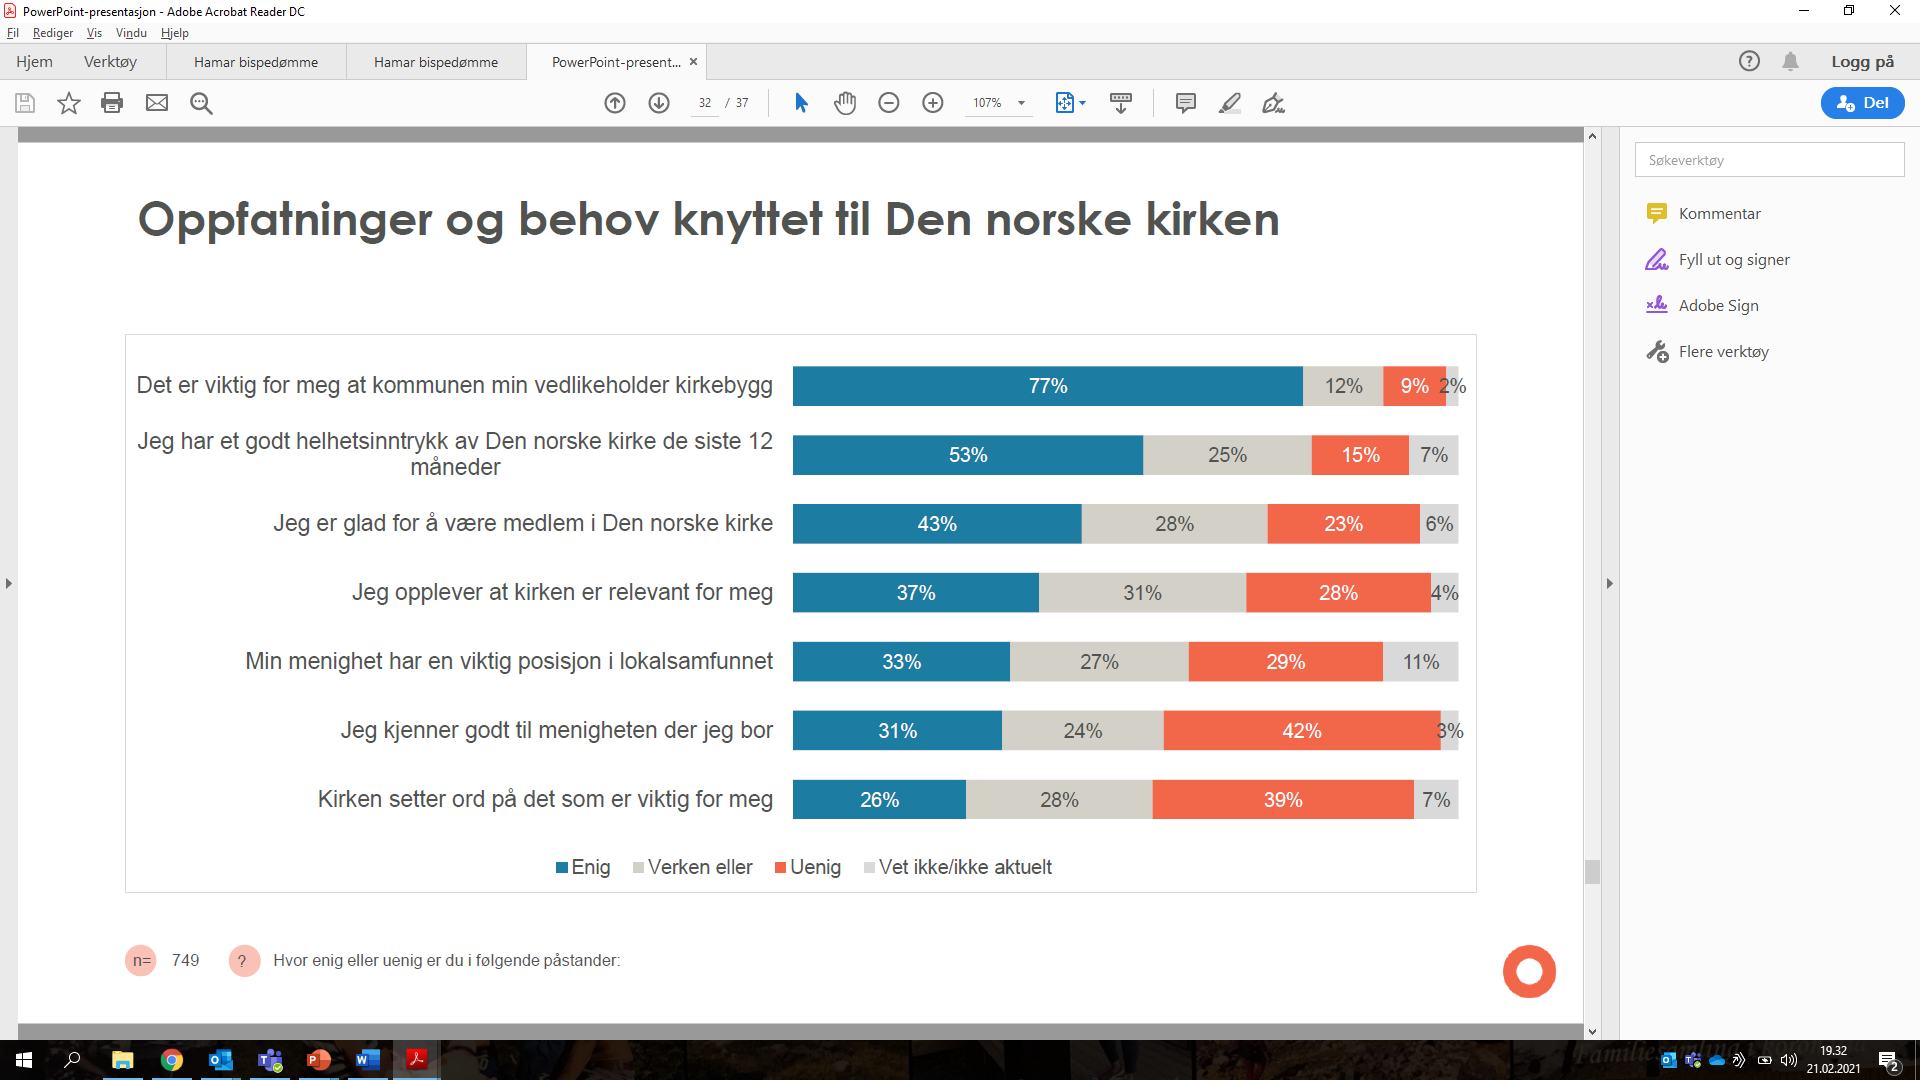 PowerPoint-presentasjon - Adobe Acrobat Reader DC
Fil Rediger Vis Vindu Hjelp
Hjem Verktøy Hamar bispedømme Hamar bispedømme PowerPoint-present... × ? Logg på
32 / 37 107% Del
Søkeverktøy
Kommentar
Fyll ut og signer
Adobe Sign
Flere verktøy
Oppfatninger og behov knyttet til Den norske kirken
Det er viktig for meg at kommunen min vedlikeholder kirkebygg 77% 12% 9% 2%
Jeg har et godt helhetsinntrykk av Den norske kirke de siste 12
måneder 53% 25% 15% 7%
Jeg er glad for å være medlem i Den norske kirke 43% 28% 23% 6%
Jeg opplever at kirken er relevant for meg 37% 31% 28% 4%
Min menighet har en viktig posisjon i lokalsamfunnet 33% 27% 29% 11%
Jeg kjenner godt til menigheten der jeg bor 31% 24% 42% 3%
Kirken setter ord på det som er viktig for meg 26% 28% 39% 7%
Enig Verken eller Uenig Vet ikke/ikke aktuelt
n= 749 ? Hvor enig eller uenig er du i følgende påstander:
19.32
21.02.2021
2